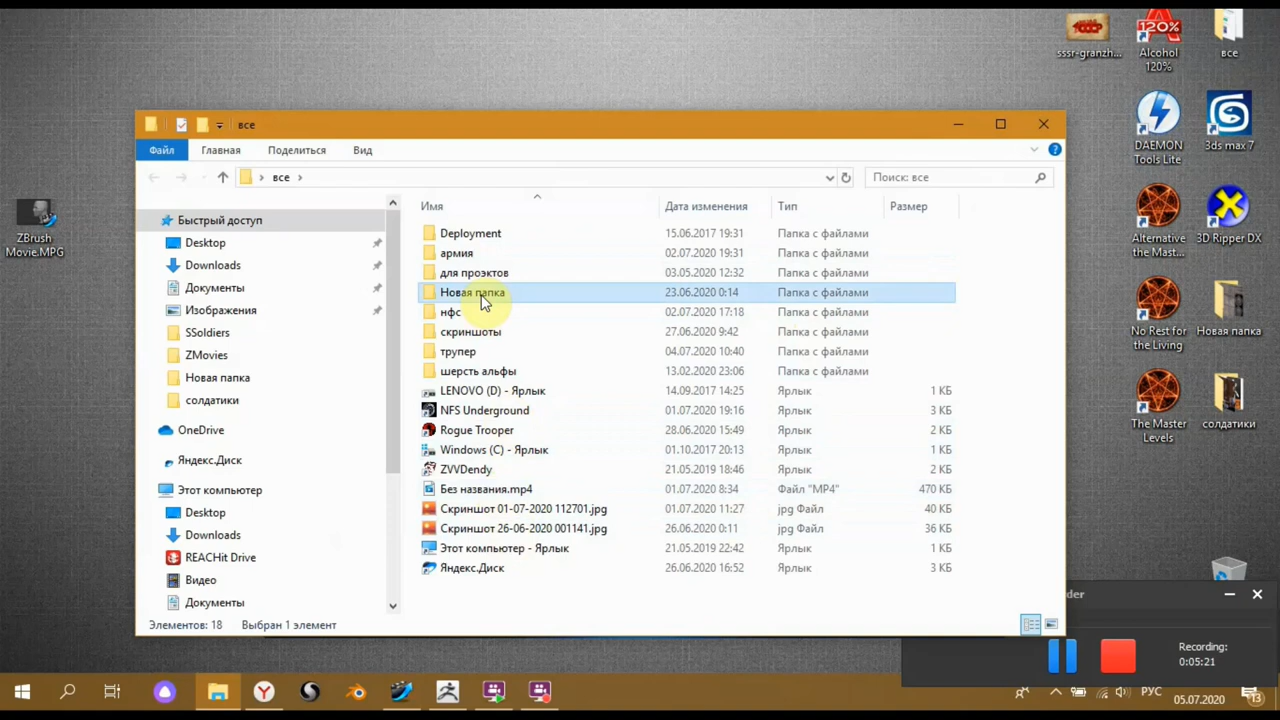 sssr-granzh...
Alcohol 120%
все
DAEMON Tools Lite
3ds max 7
ZBrush Movie.MPG
Alternative the Mast...
3D Ripper DX
No Rest for the Living
Новая папка
The Master Levels
солдатики
все
Файл
Главная
Поделиться
Вид
все
Поиск: все
Быстрый доступ
Desktop
Downloads
Документы
Изображения
SSoldiers
ZMovies
Новая папка
солдатики
OneDrive
Яндекс.Диск
Этот компьютер
Desktop
Downloads
REACHit Drive
Видео
Документы
Имя Дата изменения Тип Размер
Deployment 15.06.2017 19:31 Папка с файлами
армия 02.07.2020 19:31 Папка с файлами
для проэктов 03.05.2020 12:32 Папка с файлами
Новая папка 23.06.2020 0:14 Папка с файлами
нфс 02.07.2020 17:18 Папка с файлами
скриншоты 27.06.2020 9:42 Папка с файлами
трупер 04.07.2020 10:40 Папка с файлами
шерсть альфы 13.02.2020 23:06 Папка с файлами
LENOVO (D) - Ярлык 14.09.2017 14:25 Ярлык 1 КБ
NFS Underground 01.07.2020 19:16 Ярлык 3 КБ
Rogue Trooper 28.06.2020 15:49 Ярлык 2 КБ
Windows (C) - Ярлык 01.10.2017 20:13 Ярлык 1 КБ
ZVVDendy 21.05.2019 18:46 Ярлык 2 КБ
Без названия.mp4 01.07.2020 8:34 Файл "MP4" 470 КБ
Скриншот 01-07-2020 112701.jpg 01.07.2020 11:27 jpg Файл 40 КБ
Скриншот 26-06-2020 001141.jpg 26.06.2020 0:11 jpg Файл 36 КБ
Этот компьютер - Ярлык 21.05.2019 22:42 Ярлык 1 КБ
Яндекс.Диск 26.06.2020 16:52 Ярлык 3 КБ
Элементов: 18 Выбран 1 элемент
der
Recording:
0:05:21
РУС
05.07.2020
13